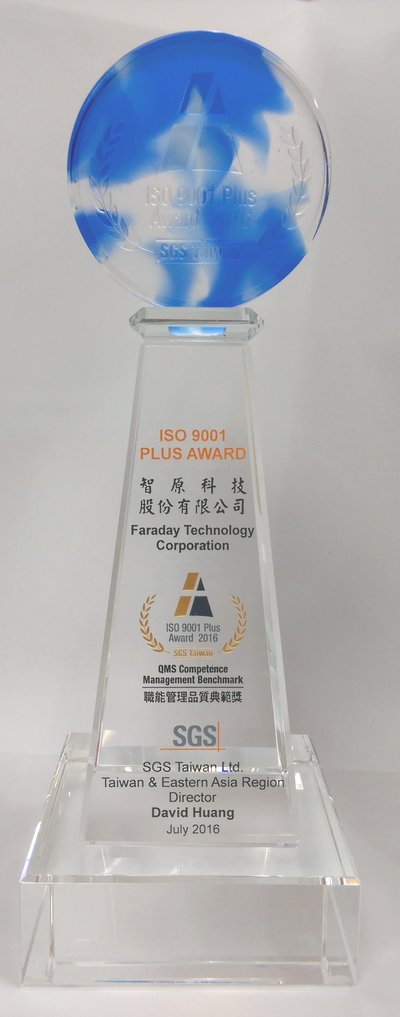 ISO 9001 Plus
Award 2016
SGS Taiwan
ISO 9001
PLUS AWARD
智原科技
股份有限公司
Faraday Technology
Corporation
ISO 9001 Plus
Award 2016
SGS Taiwan
QMS Competence
Management Benchmark
職能管理品質典範獎
SGS
SGS Taiwan Ltd.
Taiwan & Eastern Asia Region
Director
David Huang
July 2016